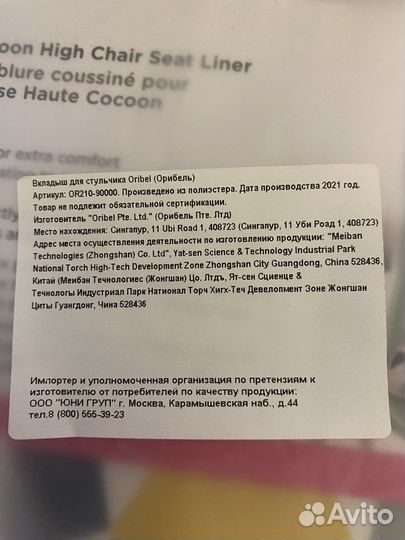 oon High Chair Seat Liner
blure coussiné pour
se Haute Cocoon
or extra comfort
Вкладыш для стульчика Oribel (Орибель)
Артикул: OR210-90000. Произведено из полиэстера. Дата производства 2021 год.
Товар не подлежит обязательной сертификации.
Изготовитель "Oribel Pte. Ltd." (Орибель Пте. Лтд)
Место нахождения: Сингапур, 11 Ubi Road 1, 408723 (Сингапур, 11 Уби Роад 1, 408723)
Адрес места осуществления деятельности по изготовлению продукции: "Meiban
Technologies (Zhongshan) Co. Ltd", Yat-sen Science & Technology Industrial Park
National Torch High-Tech Development Zone Zhongshan City Guangdong, China 528436,
Китай (Меибан Течнологиес (Жонгшан) Цо. Лтдъ, Ят-сен Сциенце &
Течнологы Индустриал Парк Натионал Торч Хигх-Теч Девелопмент Зоне Жонгшан
Циты Гуангдонг, Чина 528436
Импортер и уполномоченная организация по претензиям к
изготовителю от потребителей по качеству продукции:
ООО "ЮНИ ГРУП" г. Москва, Карамышевская наб., д.44
тел.8 (800) 555-39-23
Avito